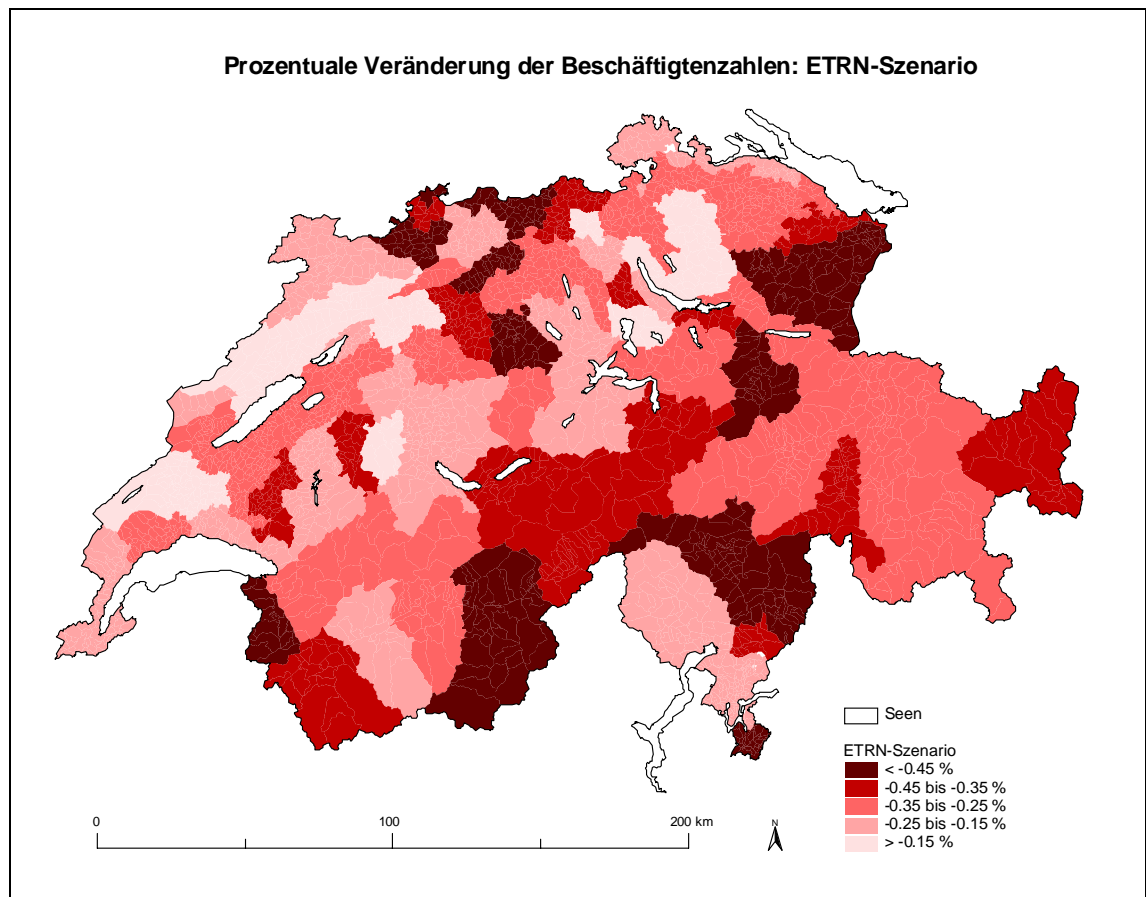 Prozentuale Veränderung der Beschäftigtenzahlen: ETRN-Szenario
Seen
ETRN-Szenario
< -0.45 %
-0.45 bis -0.35 %
-0.35 bis -0.25 %
-0.25 bis -0.15 %
> -0.15 %
0 100 200 km
N